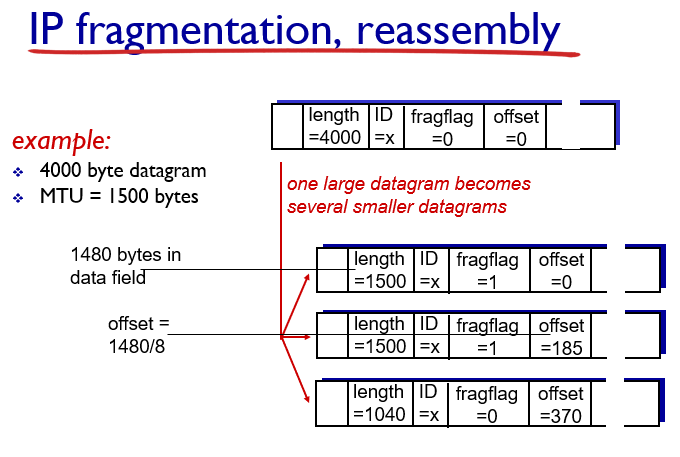 IP fragmentation, reassembly
length ID fragflag offset
=4000 =x =0 =0
example:
4000 byte datagram
MTU = 1500 bytes
one large datagram becomes
several smaller datagrams
1480 bytes in
data field
length ID fragflag offset
=1500 =x =1 =0
offset =
1480/8
length ID fragflag offset
=1500 =x =1 =185
length ID fragflag offset
=1040 =x =0 =370